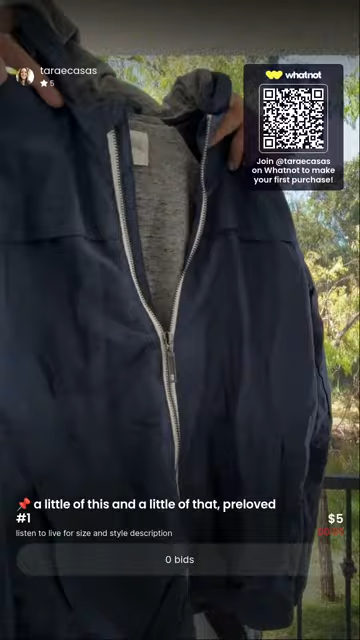 taraecasas
5
whatnot
Join @taraecasas
on Whatnot to make
your first purchase!
📌 a little of this and a little of that, preloved
#1
$5
listen to live for size and style description
0 bids